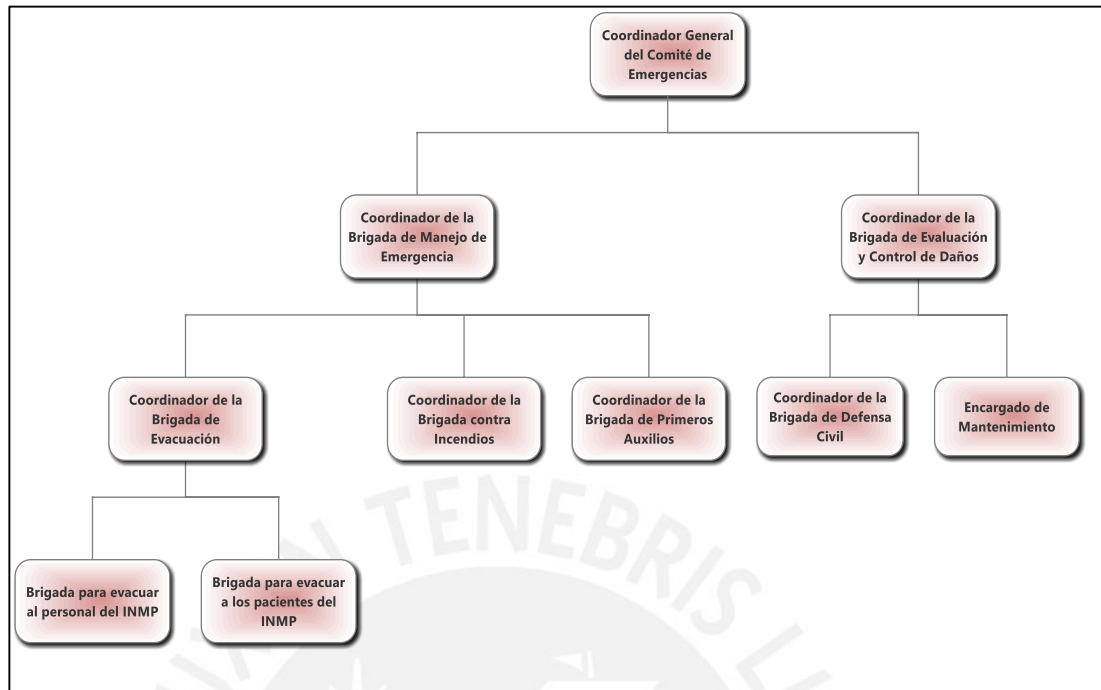 Coordinador General
del Comité de
Emergencias
Coordinador de la
Brigada de Manejo de
Emergencia
Coordinador de la
Brigada de Evaluación
y Control de Daños
Coordinador de la
Brigada de
Evacuación
Coordinador de la
Brigada contra
Incendios
Coordinador de la
Brigada de Primeros
Auxilios
Coordinador de la
Brigada de Defensa
Civil
Encargado de
Mantenimiento
Brigada para evacuar
al personal del INMP
Brigada para evacuar
a los pacientes del
INMP
TENEBRIS